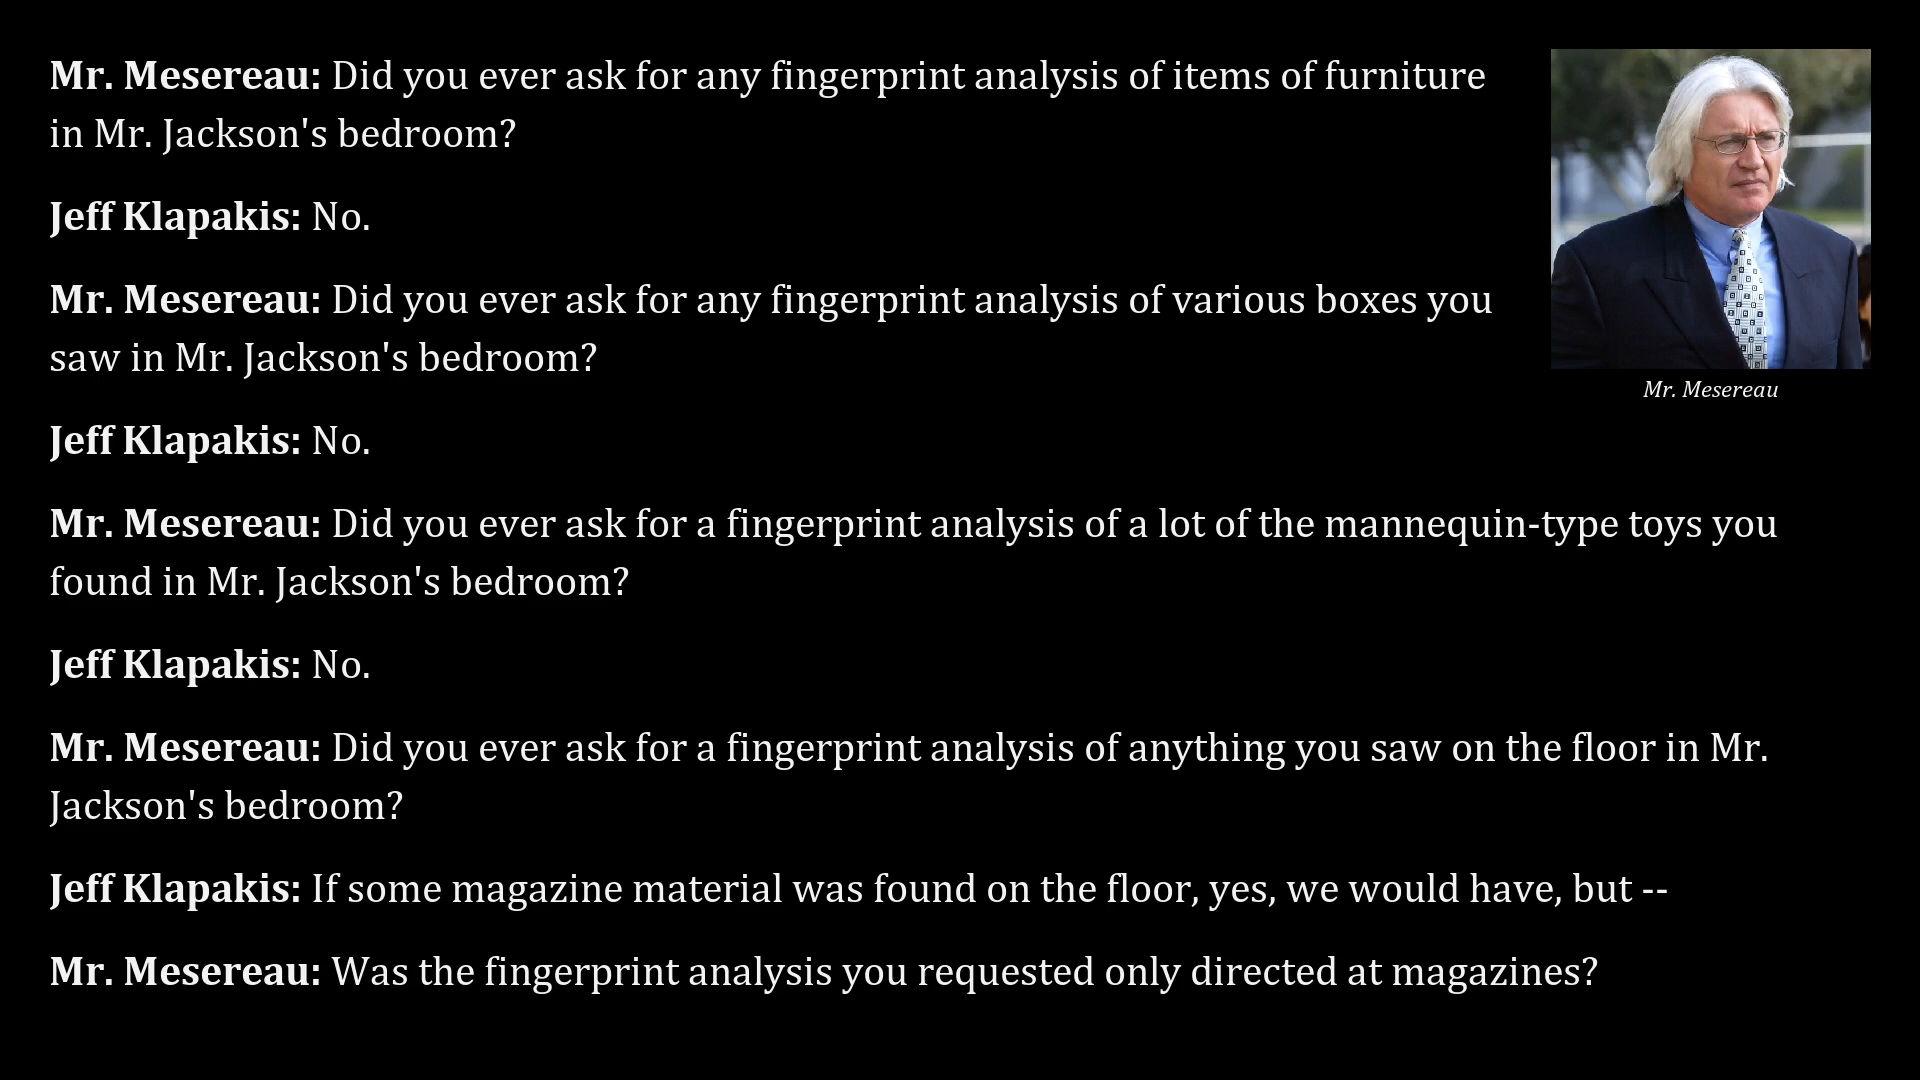 Mr. Mesereau: Did you ever ask for any fingerprint analysis of items of furniture
in Mr. Jackson's bedroom?
Jeff Klapakis: No.
Mr. Mesereau: Did you ever ask for any fingerprint analysis of various boxes you
saw in Mr. Jackson's bedroom?
Mr. Mesereau
Jeff Klapakis: No.
Mr. Mesereau: Did you ever ask for a fingerprint analysis of a lot of the mannequin-type toys you
found in Mr. Jackson's bedroom?
Jeff Klapakis: No.
Mr. Mesereau: Did you ever ask for a fingerprint analysis of anything you saw on the floor in Mr.
Jackson's bedroom?
Jeff Klapakis: If some magazine material was found on the floor, yes, we would have, but --
Mr. Mesereau: Was the fingerprint analysis you requested only directed at magazines?